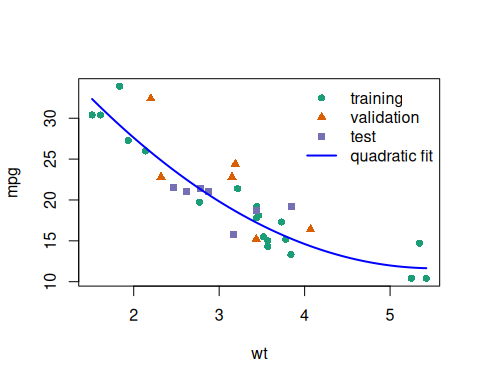 training
validation
test
quadratic fit
mpg
30
25
20
15
10
2 3 4 5
wt